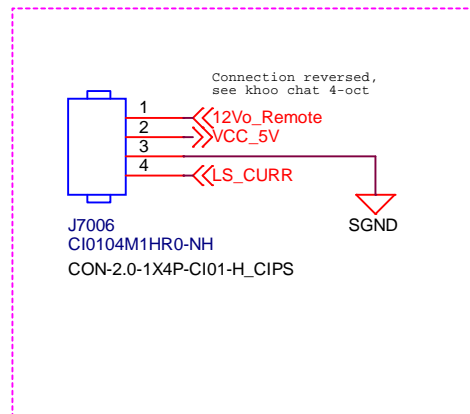 Connection reversed,
see khoo chat 4-oct
1
12Vo_Remote
2
VCC_5V
3
4
LS_CURR
SGND
J7006
CI0104M1HR0-NH
CON-2.0-1X4P-CI01-H_CIPS